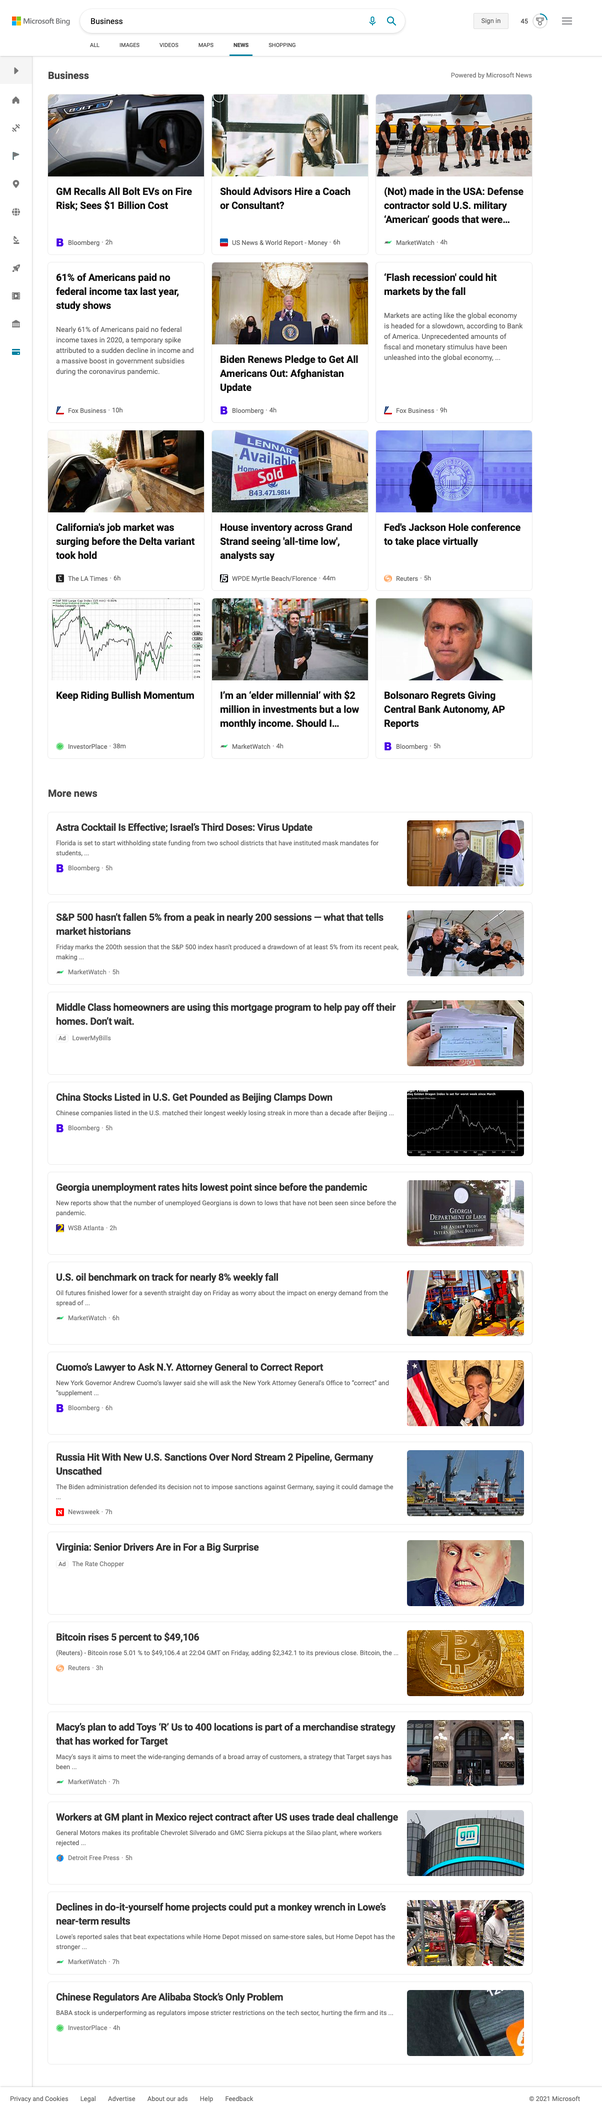 Microsoft Bing
Business
Sign in
45
ALL IMAGES VIDEOS MAPS NEWS SHOPPING
Business
Powered by Microsoft News
BOLT EV
GM Recalls All Bolt EVs on Fire
Risk; Sees $1 Billion Cost
Bloomberg · 2h
Should Advisors Hire a Coach
or Consultant?
US News & World Report - Money · 6h
(Not) made in the USA: Defense
contractor sold U.S. military
‘American’ goods that were...
MarketWatch · 4h
61% of Americans paid no
federal income tax last year,
study shows
Nearly 61% of Americans paid no federal
income taxes in 2020, a temporary spike
attributed to a sudden decline in income and
a massive boost in government subsidies
during the coronavirus pandemic.
Fox Business · 10h
Biden Renews Pledge to Get All
Americans Out: Afghanistan
Update
Bloomberg · 4h
‘Flash recession’ could hit
markets by the fall
Markets are acting like the global economy
is headed for a slowdown, according to Bank
of America. Unprecedented amounts of
fiscal and monetary stimulus have been
unleashed into the global economy, ...
Fox Business · 9h
California's job market was
surging before the Delta variant
took hold
The LA Times · 6h
LENNAR
Available
Sold
843.471.9814
House inventory across Grand
Strand seeing 'all-time low',
analysts say
WPDE Myrtle Beach/Florence · 44m
Fed's Jackson Hole conference
to take place virtually
Reuters · 5h
Keep Riding Bullish Momentum
InvestorPlace · 38m
I’m an ‘elder millennial’ with $2
million in investments but a low
monthly income. Should I...
MarketWatch · 4h
Bolsonaro Regrets Giving
Central Bank Autonomy, AP
Reports
Bloomberg · 5h
More news
Astra Cocktail Is Effective; Israel’s Third Doses: Virus Update
Florida is set to start withholding state funding from two school districts that have instituted mask mandates for
students, ...
Bloomberg · 5h
S&P 500 hasn’t fallen 5% from a peak in nearly 200 sessions — what that tells
market historians
Friday marks the 200th session that the S&P 500 index hasn't produced a drawdown of at least 5% from its recent peak,
making ...
MarketWatch · 5h
Middle Class homeowners are using this mortgage program to help pay off their
homes. Don’t wait.
Ad LowerMyBills
China Stocks Listed in U.S. Get Pounded as Beijing Clamps Down
Chinese companies listed in the U.S. matched their longest weekly losing streak in more than a decade after Beijing ...
Bloomberg · 5h
Georgia unemployment rates hits lowest point since before the pandemic
New reports show that the number of unemployed Georgians is down to lows that have not been seen since before the
pandemic.
WSB Atlanta · 2h
GEORGIA
DEPARTMENT OF LABOR
148 ANDREW YOUNG
INTERNATIONAL BOULEVARD
U.S. oil benchmark on track for nearly 8% weekly fall
Oil futures finished lower for a seventh straight day on Friday as worry about the impact on energy demand from the
spread of ...
MarketWatch · 6h
Cuomo’s Lawyer to Ask N.Y. Attorney General to Correct Report
New York Governor Andrew Cuomo’s lawyer said she will ask the New York Attorney General’s Office to “correct” and
“supplement ...
Bloomberg · 6h
Russia Hit With New U.S. Sanctions Over Nord Stream 2 Pipeline, Germany
Unscathed
The Biden administration defended its decision not to impose sanctions against Germany, saying it could damage the
...
Newsweek · 7h
Virginia: Senior Drivers Are in For a Big Surprise
Ad The Rate Chopper
Bitcoin rises 5 percent to $49,106
(Reuters) - Bitcoin rose 5.01 % to $49,106.4 at 22:04 GMT on Friday, adding $2,342.1 to its previous close. Bitcoin, the ...
Reuters · 3h
Macy’s plan to add Toys ‘R’ Us to 400 locations is part of a merchandise strategy
that has worked for Target
Macy's says it aims to meet the wide-ranging demands of a broad array of customers, a strategy that Target says has
been ...
MarketWatch · 7h
Workers at GM plant in Mexico reject contract after US uses trade deal challenge
General Motors makes its profitable Chevrolet Silverado and GMC Sierra pickups at the Silao plant, where workers
rejected ...
Detroit Free Press · 5h
gm
Declines in do-it-yourself home projects could put a monkey wrench in Lowe’s
near-term results
Lowe's reported sales that beat expectations while Home Depot missed on same-store sales, but Home Depot has the
stronger ...
MarketWatch · 7h
Chinese Regulators Are Alibaba Stock’s Only Problem
BABA stock is underperforming as regulators impose stricter restrictions on the tech sector, hurting the firm and its ...
InvestorPlace · 4h
Privacy and Cookies Legal Advertise About our ads Help Feedback
© 2021 Microsoft